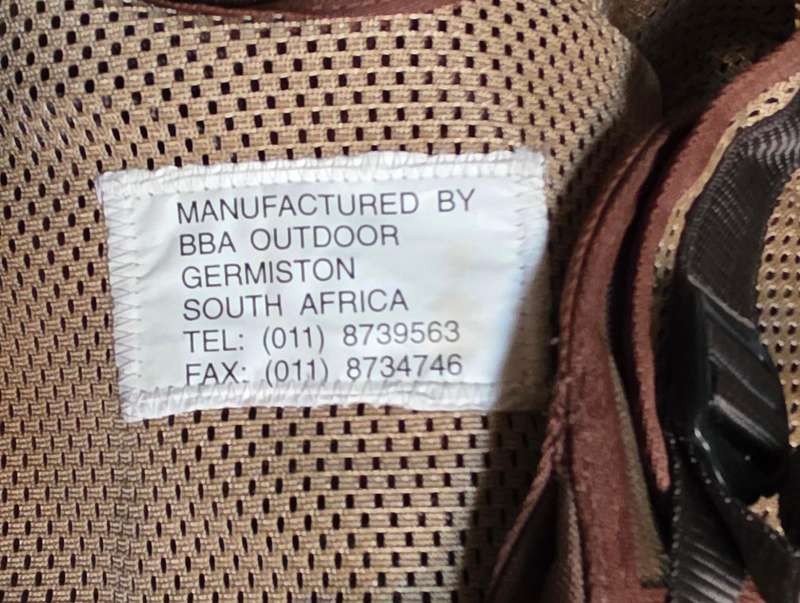 MANUFACTURED BY
BBA OUTDOOR
GERMISTON
SOUTH AFRICA
TEL: (011) 8739563
FAX: (011) 8734746